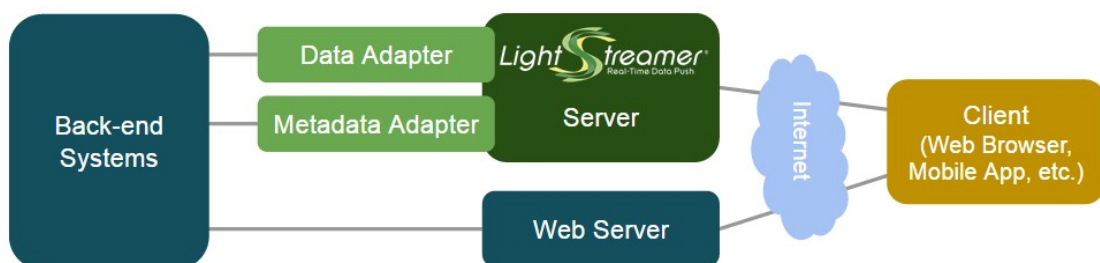 Back-end
Systems
Data Adapter
Metadata Adapter
LightStreamer®
Real-Time Data Push
Server
Web Server
Internet
Client
(Web Browser,
Mobile App, etc.)